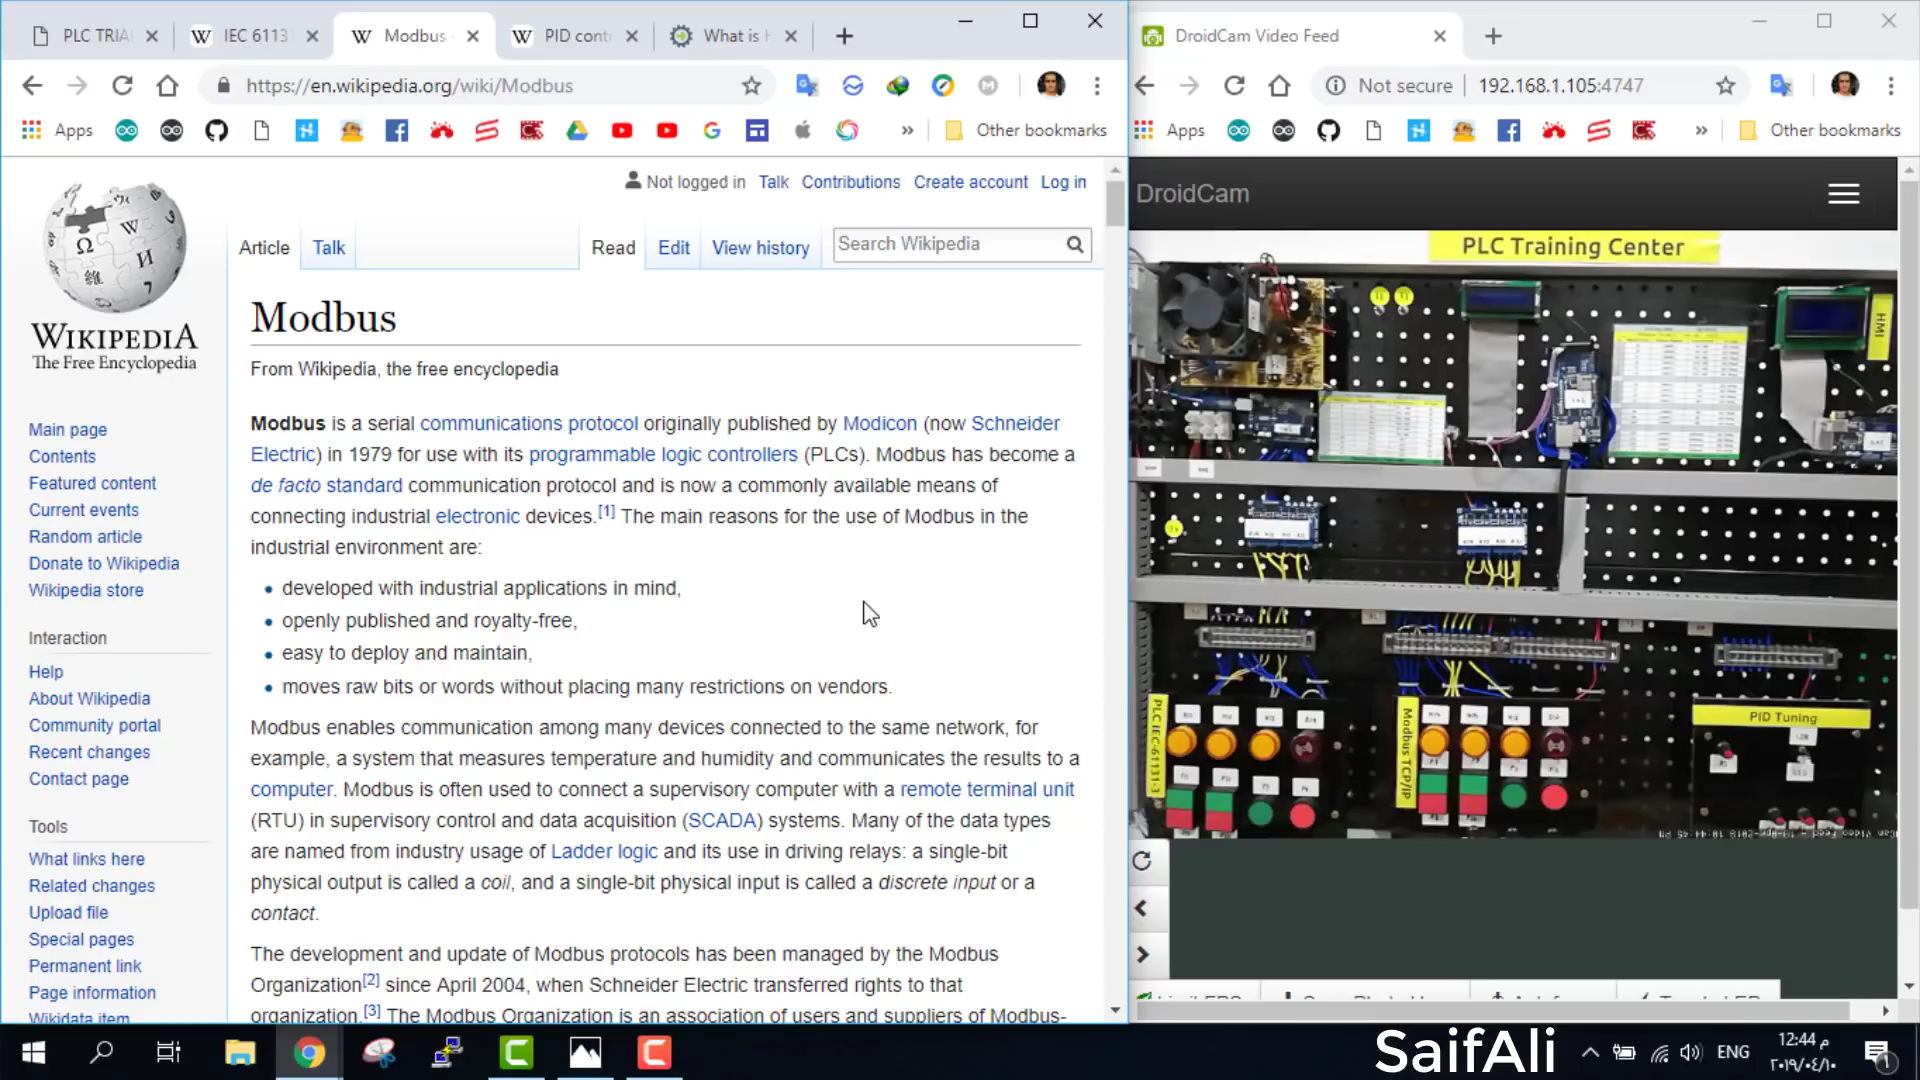 PLC TRIA
IEC 6113
Modbus
PID cont
What is H
https://en.wikipedia.org/wiki/Modbus
Apps
Other bookmarks
Not logged in Talk Contributions Create account Log in
WIKIPEDIA
The Free Encyclopedia
Main page
Contents
Featured content
Current events
Random article
Donate to Wikipedia
Wikipedia store
Interaction
Help
About Wikipedia
Community portal
Recent changes
Contact page
Tools
What links here
Related changes
Upload file
Special pages
Permanent link
Page information
Wikidata item
Article Talk
Read Edit View history
Search Wikipedia
Modbus
From Wikipedia, the free encyclopedia
Modbus is a serial communications protocol originally published by Modicon (now Schneider
Electric) in 1979 for use with its programmable logic controllers (PLCs). Modbus has become a
de facto standard communication protocol and is now a commonly available means of
connecting industrial electronic devices.[1] The main reasons for the use of Modbus in the
industrial environment are:
developed with industrial applications in mind,
openly published and royalty-free,
easy to deploy and maintain,
moves raw bits or words without placing many restrictions on vendors.
Modbus enables communication among many devices connected to the same network, for
example, a system that measures temperature and humidity and communicates the results to a
computer. Modbus is often used to connect a supervisory computer with a remote terminal unit
(RTU) in supervisory control and data acquisition (SCADA) systems. Many of the data types
are named from industry usage of Ladder logic and its use in driving relays: a single-bit
physical output is called a coil, and a single-bit physical input is called a discrete input or a
contact.
The development and update of Modbus protocols has been managed by the Modbus
Organization[2] since April 2004, when Schneider Electric transferred rights to that
organization.[3] The Modbus Organization is an association of users and suppliers of Modbus-
DroidCam Video Feed
Not secure | 192.168.1.105:4747
Apps
Other bookmarks
DroidCam
PLC Training Center
HMI
PLC IEC-61131-3
Modbus TCP/IP
PID Tuning
SaifAli
ENG
12:44 م
٢٠١٩/٠٤/١٠
١